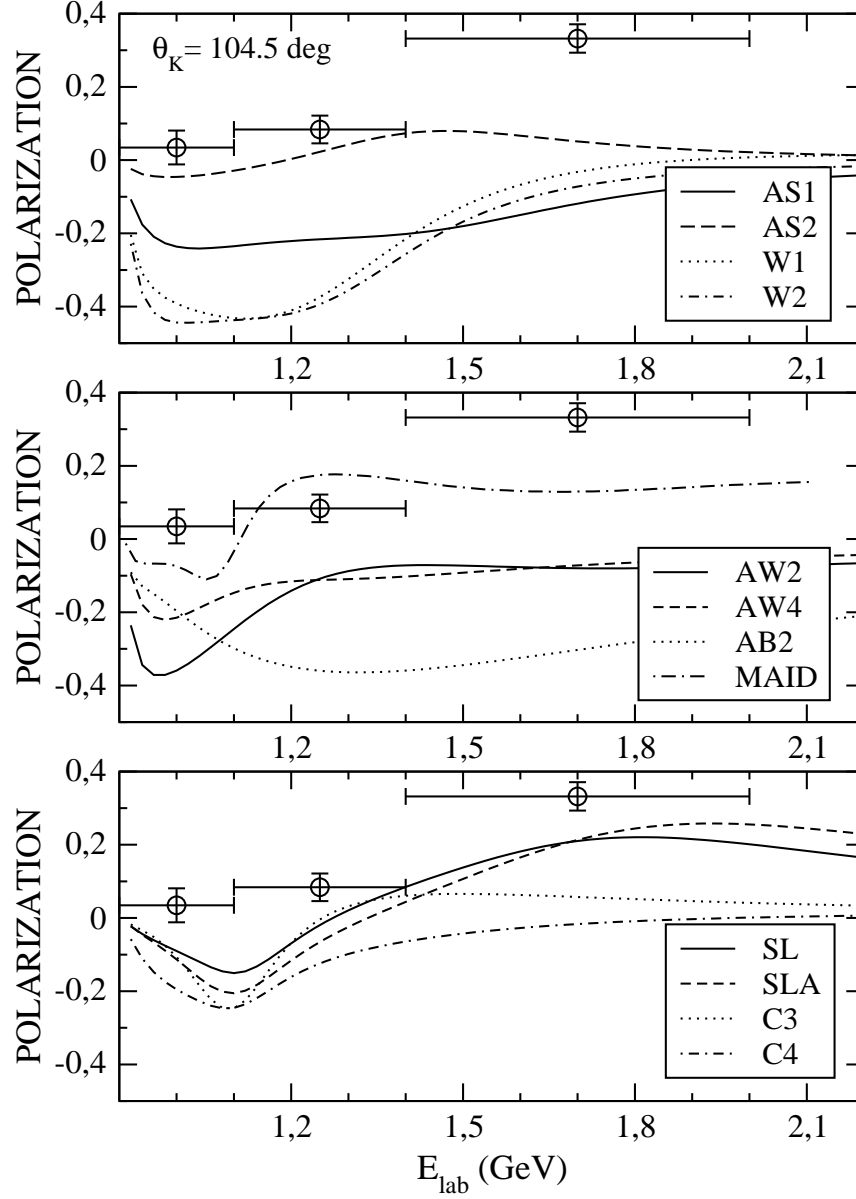 0,4
θ_K= 104.5 deg
0,2
0
-0,2
-0,4
POLARIZATION
AS1
AS2
W1
W2
1,2 1,5 1,8 2,1
0,4
0,2
0
-0,2
-0,4
POLARIZATION
AW2
AW4
AB2
MAID
1,2 1,5 1,8 2,1
0,4
0,2
0
-0,2
-0,4
POLARIZATION
SL
SLA
C3
C4
1,2 1,5 1,8 2,1
E_lab (GeV)